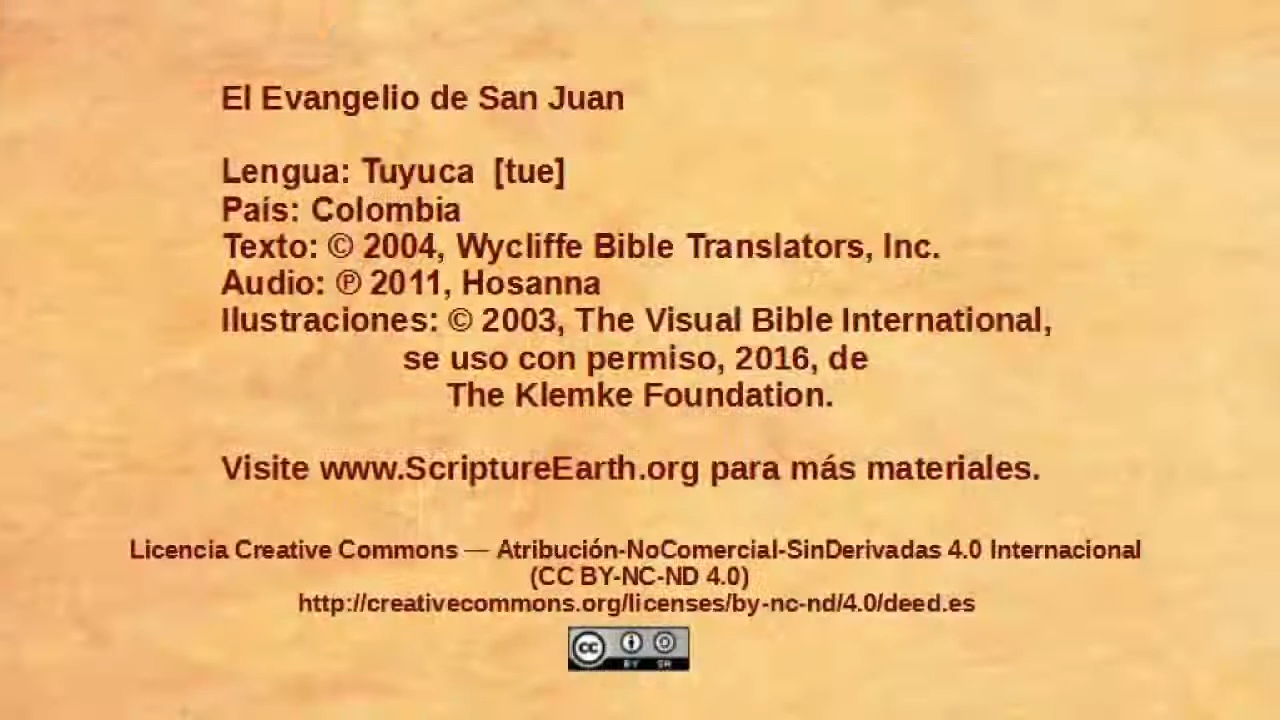 El Evangelio de San Juan
Lengua: Tuyuca [tue]
País: Colombia
Texto: © 2004, Wycliffe Bible Translators, Inc.
Audio: ℗ 2011, Hosanna
Ilustraciones: © 2003, The Visual Bible International,
se uso con permiso, 2016, de
The Klemke Foundation.
Visite www.ScriptureEarth.org para más materiales.
Licencia Creative Commons — Atribución-NoComercial-SinDerivadas 4.0 Internacional
(CC BY-NC-ND 4.0)
http://creativecommons.org/licenses/by-nc-nd/4.0/deed.es
cc BY SA